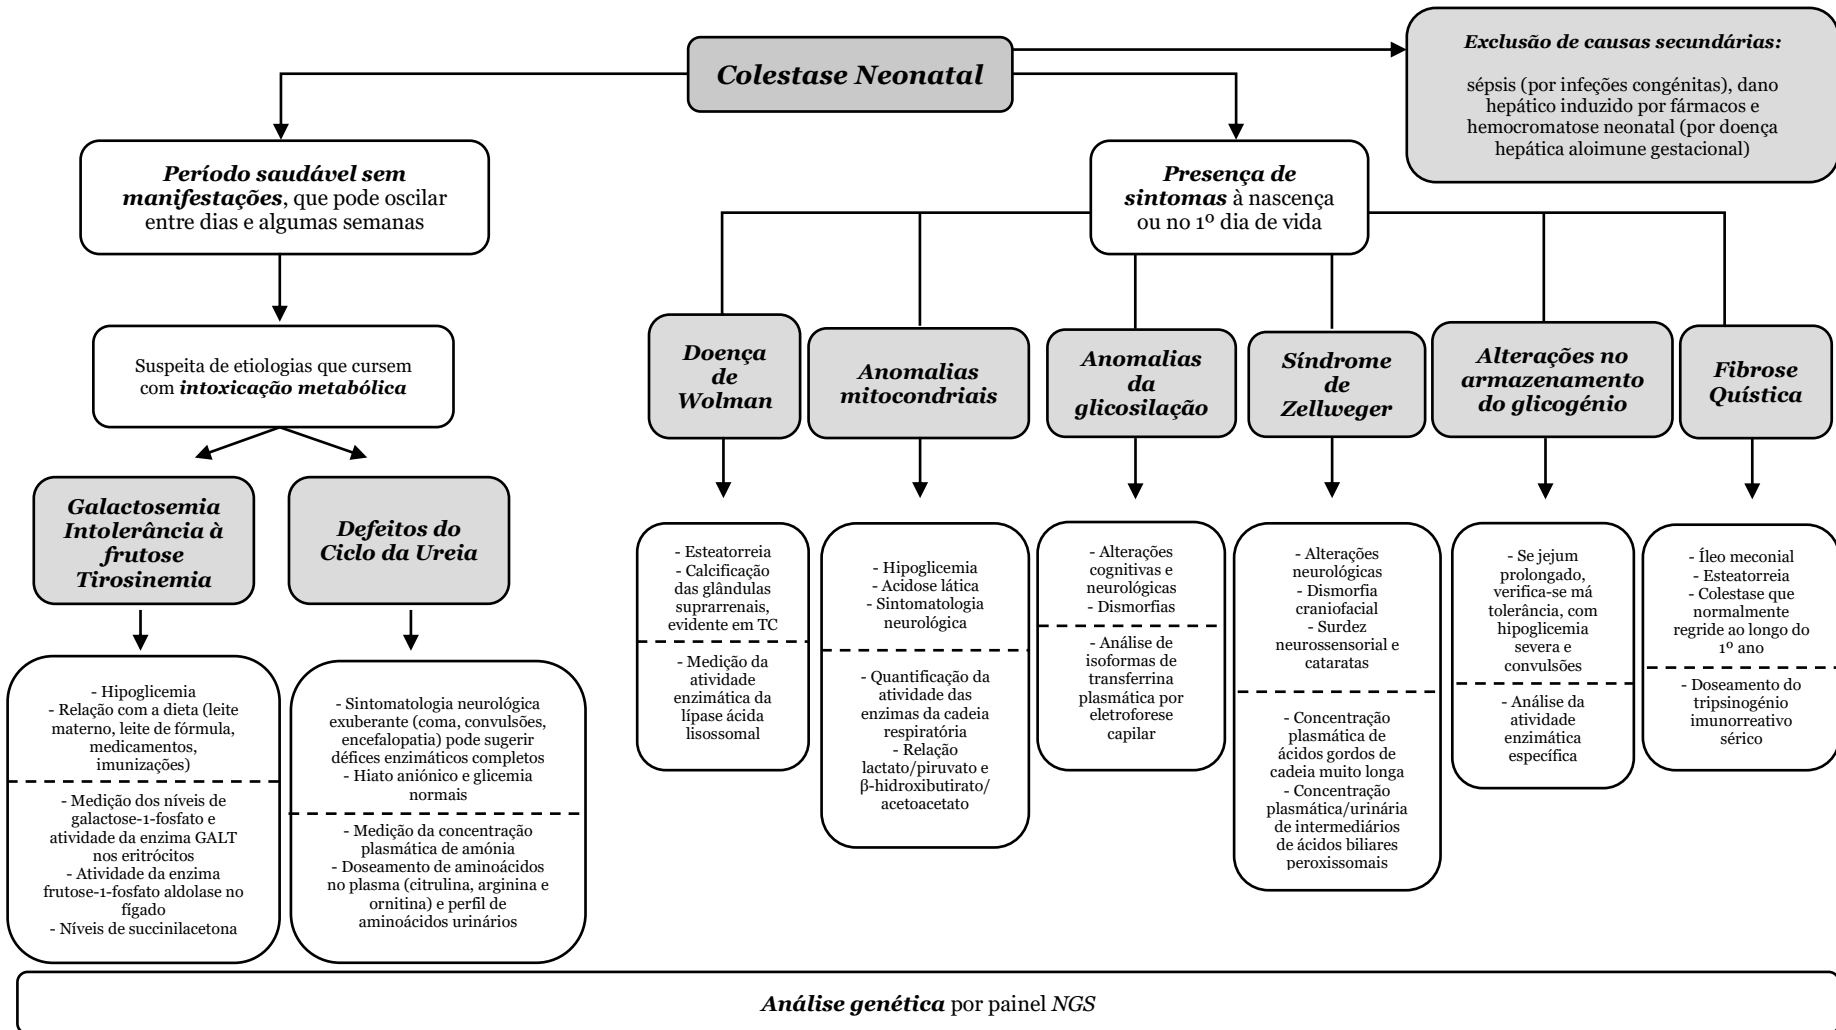 Colestase Neonatal
Exclusão de causas secundárias:
sépsis (por infeções congénitas), dano
hepático induzido por fármacos e
hemocromatose neonatal (por doença
hepática aloimune gestacional)
Período saudável sem
manifestações, que pode oscilar
entre dias e algumas semanas
Presença de
sintomas à nascença
ou no 1º dia de vida
Suspeita de etiologias que cursem
com intoxicação metabólica
Galactosemia
Intolerância à
frutose
Tirosinemia
Defeitos do
Ciclo da Ureia
Doença
de
Wolman
Anomalias
mitocondriais
Anomalias
da
glicosilação
Síndrome
de
Zellweger
Alterações no
armazenamento
do glicogénio
Fibrose
Quística
- Hipoglicemia
- Relação com a dieta (leite
materno, leite de fórmula,
medicamentos,
imunizações)
- Medição dos níveis de
galactose-1-fosfato e
atividade da enzima GALT
nos eritrócitos
- Atividade da enzima
frutose-1-fosfato aldolase no
fígado
- Níveis de succinilacetona
- Sintomatologia neurológica
exuberante (coma, convulsões,
encefalopatia) pode sugerir
défices enzimáticos completos
- Hiato aniónico e glicemia
normais
- Medição da concentração
plasmática de amónia
- Doseamento de aminoácidos
no plasma (citrulina, arginina e
ornitina) e perfil de
aminoácidos urinários
- Esteatorreia
- Calcificação
das glândulas
suprarrenais,
evidente em TC
- Medição da
atividade
enzimática da
lípase ácida
lisossomal
- Hipoglicemia
- Acidose lática
- Sintomatologia
neurológica
- Quantificação da
atividade das
enzimas da cadeia
respiratória
- Relação
lactato/piruvato e
β-hidroxibutirato/
acetoacetato
- Alterações
cognitivas e
neurológicas
- Dismorfias
- Análise de
isoformas de
transferrina
plasmática por
eletroforese
capilar
- Alterações
neurológicas
- Dismorfia
craniofacial
- Surdez
neurossensorial e
cataratas
- Concentração
plasmática de
ácidos gordos de
cadeia muito longa
- Concentração
plasmática/urinária
de intermediários
de ácidos biliares
peroxissomais
- Se jejum
prolongado,
verifica-se má
tolerância, com
hipoglicemia
severa e
convulsões
- Análise da
atividade
enzimática
específica
- Íleo meconial
- Esteatorreia
- Colestase que
normalmente
regride ao longo do
1º ano
- Doseamento do
tripsinogénio
imunorreativo
sérico
Análise genética por painel NGS